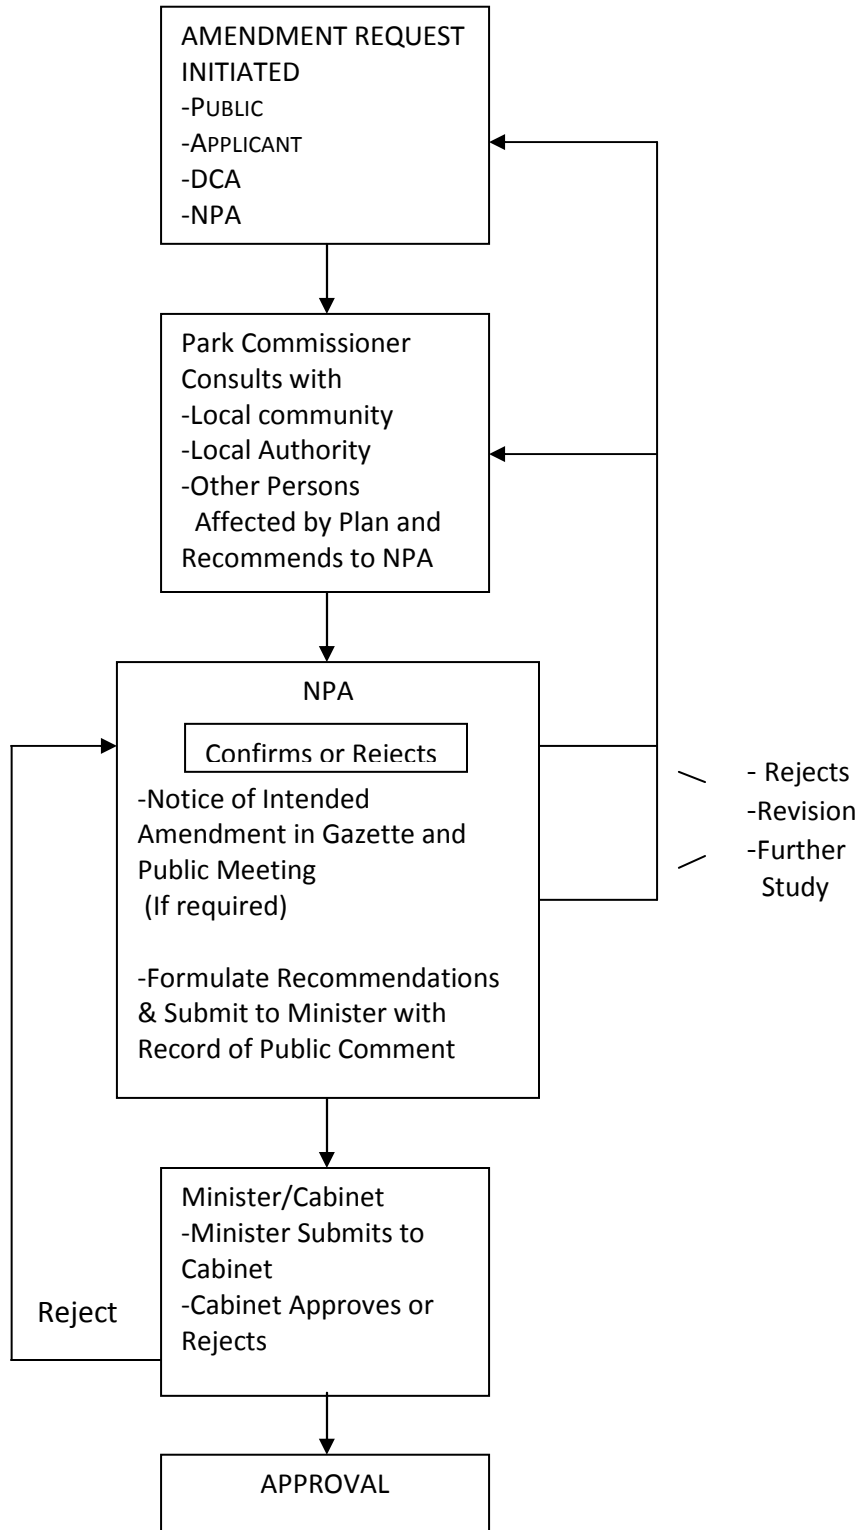 AMENDMENT REQUEST
INITIATED
-PUBLIC
-APPLICANT
-DCA
-NPA
Park Commissioner
Consults with
-Local community
-Local Authority
-Other Persons
Affected by Plan and
Recommends to NPA
NPA
Confirms or Rejects
-Notice of Intended
Amendment in Gazette and
Public Meeting
(If required)
-Formulate Recommendations
& Submit to Minister with
Record of Public Comment
- Rejects
-Revision
-Further
Study
Minister/Cabinet
-Minister Submits to
Cabinet
-Cabinet Approves or
Rejects
Reject
APPROVAL